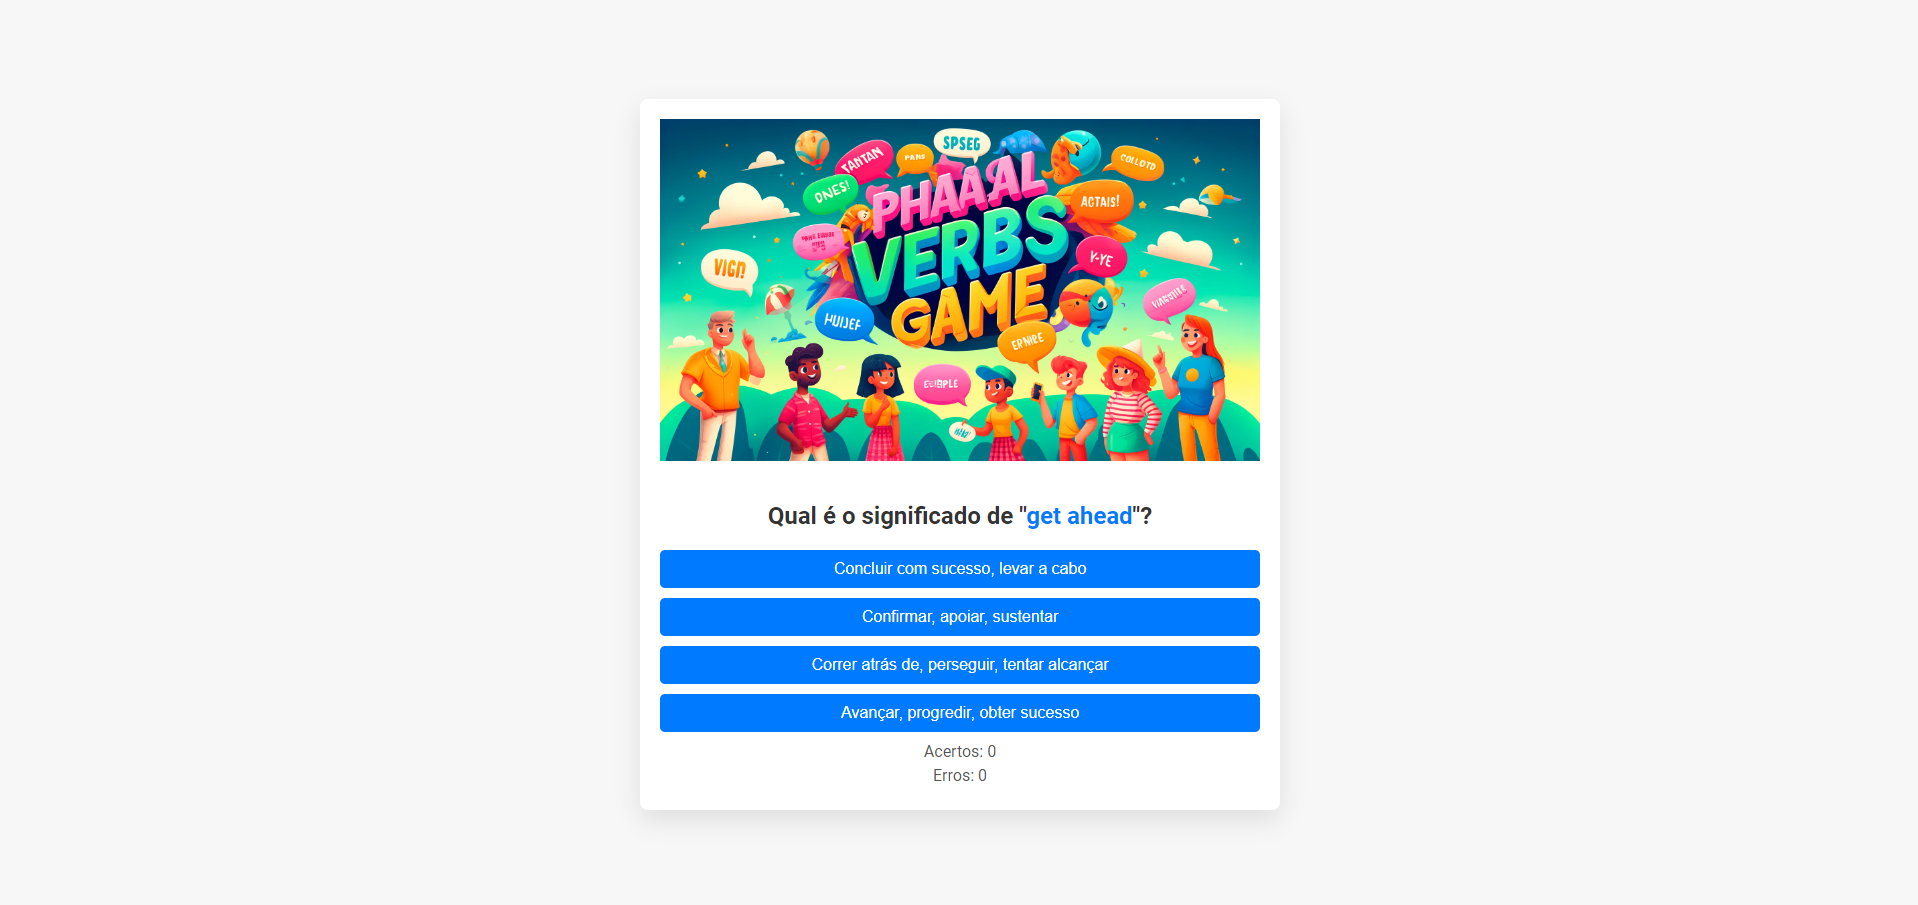 SPSEG
TANTAN
PANS
COLLOTD
ONES!
PHAAAL
ACTAIS!
VERBS
Y-YE
VIGN
GAME
HUIJEF
ERNIRE
Qual é o significado de "get ahead"?
Concluir com sucesso, levar a cabo
Confirmar, apoiar, sustentar
Correr atrás de, perseguir, tentar alcançar
Avançar, progredir, obter sucesso
Acertos: 0
Erros: 0